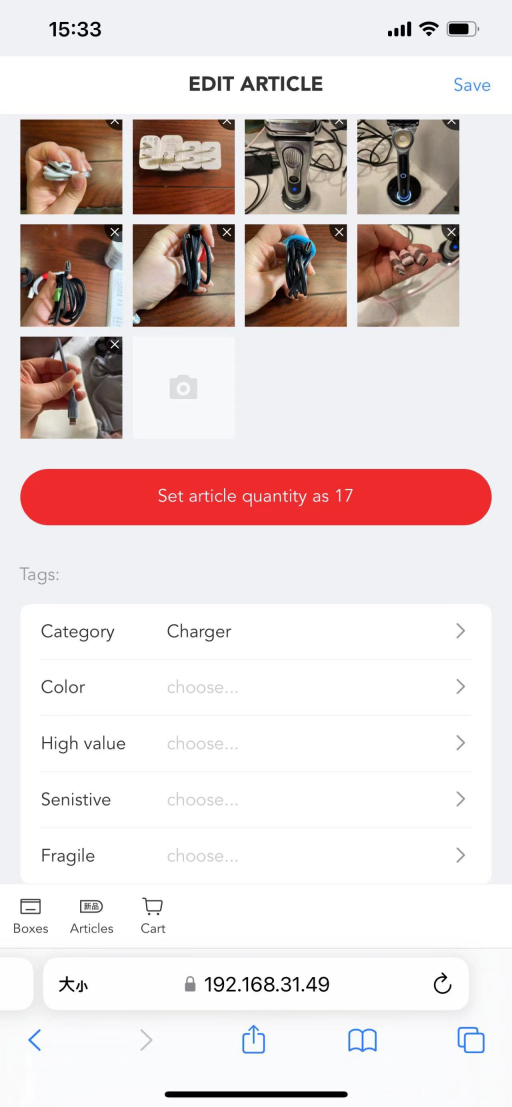 15:33
EDIT ARTICLE
Save
Set article quantity as 17
Tags:
Category Charger
Color choose...
High value choose...
Senistive choose...
Fragile choose...
新品
Boxes Articles Cart
大小 192.168.31.49